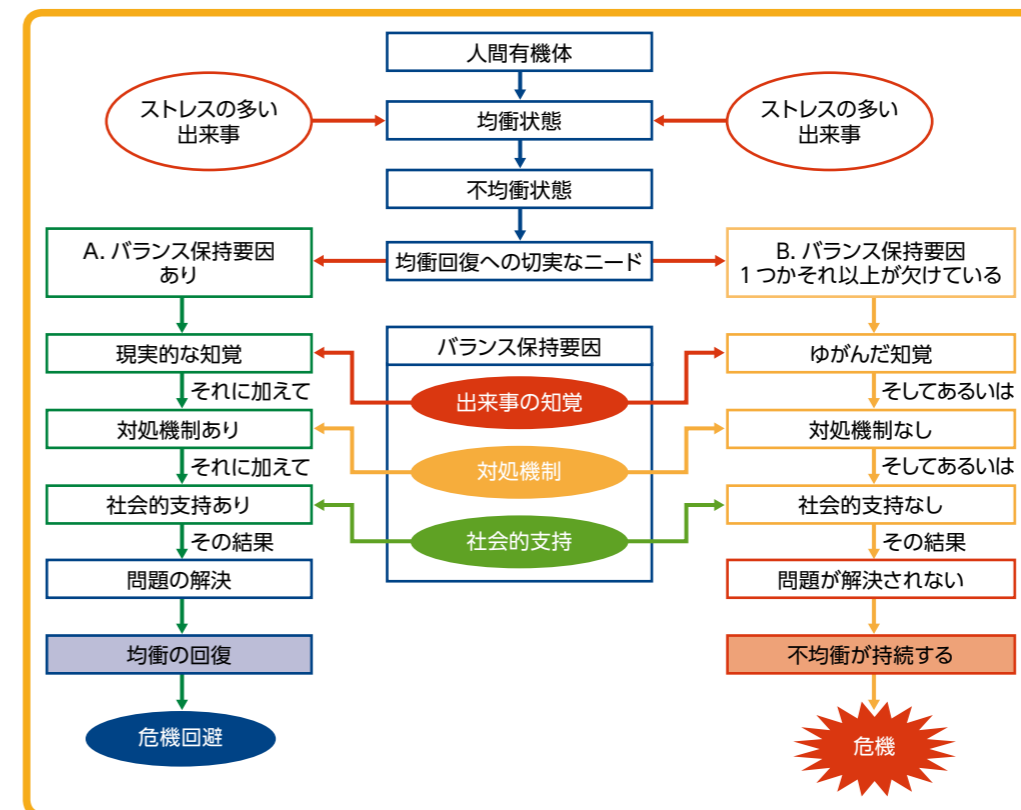 人間有機体
ストレスの多い
出来事
均衡状態
ストレスの多い
出来事
不均衡状態
A. バランス保持要因
あり
均衡回復への切実なニード
B. バランス保持要因
1つかそれ以上が欠けている
バランス保持要因
現実的な知覚
ゆがんだ知覚
それに加えて
出来事の知覚
そしてあるいは
対処機制あり
対処機制なし
それに加えて
対処機制
そしてあるいは
社会的支持あり
社会的支持なし
その結果
社会的支持
その結果
問題の解決
問題が解決されない
均衡の回復
不均衡が持続する
危機回避
危機